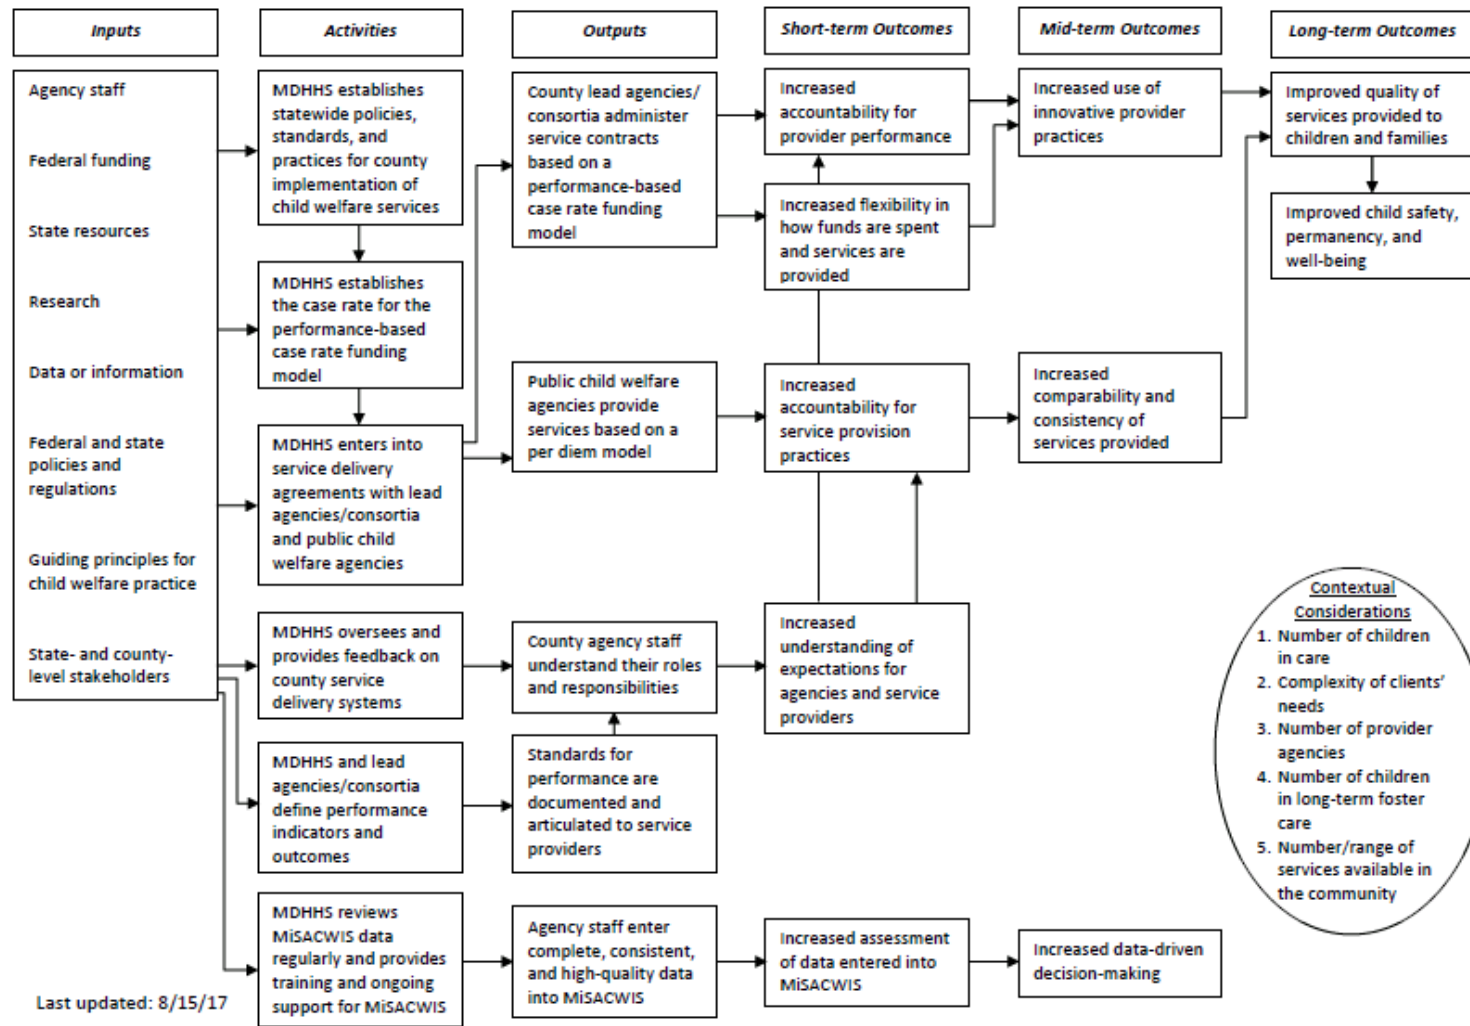 Inputs
Activities
Outputs
Short-term Outcomes
Mid-term Outcomes
Long-term Outcomes
Agency staff
Federal funding
State resources
Research
Data or information
Federal and state
policies and
regulations
Guiding principles for
child welfare practice
State- and county-
level stakeholders
MDHHS establishes
statewide policies,
standards, and
practices for county
implementation of
child welfare services
MDHHS establishes
the case rate for the
performance-based
case rate funding
model
MDHHS enters into
service delivery
agreements with lead
agencies/consortia
and public child
welfare agencies
MDHHS oversees and
provides feedback on
county service
delivery systems
MDHHS and lead
agencies/consortia
define performance
indicators and
outcomes
MDHHS reviews
MiSACWIS data
regularly and provides
training and ongoing
support for MiSACWIS
County lead agencies/
consortia administer
service contracts
based on a
performance-based
case rate funding
model
Public child welfare
agencies provide
services based on a
per diem model
County agency staff
understand their roles
and responsibilities
Standards for
performance are
documented and
articulated to service
providers
Agency staff enter
complete, consistent,
and high-quality data
into MiSACWIS
Increased
accountability for
provider performance
Increased flexibility in
how funds are spent
and services are
provided
Increased
accountability for
service provision
practices
Increased
understanding of
expectations for
agencies and service
providers
Increased assessment
of data entered into
MiSACWIS
Increased use of
innovative provider
practices
Increased
comparability and
consistency of
services provided
Increased data-driven
decision-making
Improved quality of
services provided to
children and families
Improved child safety,
permanency, and
well-being
Contextual
Considerations
1. Number of children
in care
2. Complexity of clients'
needs
3. Number of provider
agencies
4. Number of children
in long-term foster
care
5. Number/range of
services available in
the community
Last updated: 8/15/17